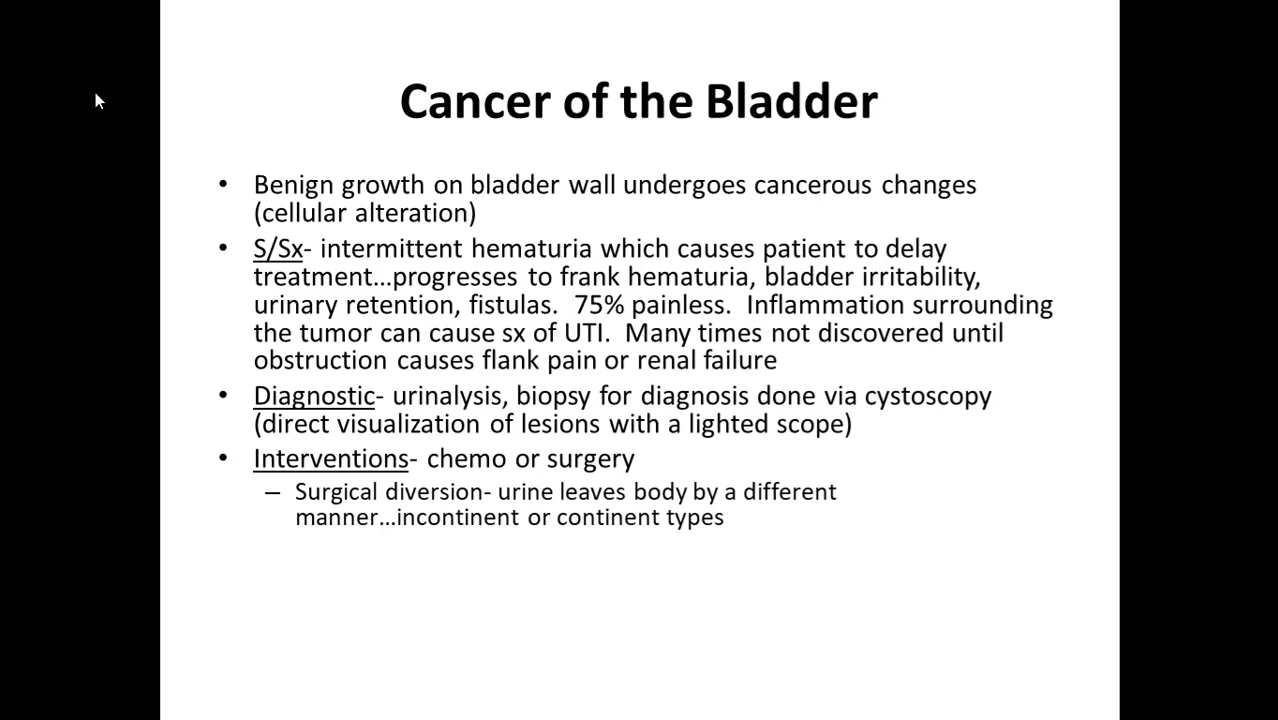 Cancer of the Bladder
• Benign growth on bladder wall undergoes cancerous changes
(cellular alteration)
• S/Sx- intermittent hematuria which causes patient to delay
treatment...progresses to frank hematuria, bladder irritability,
urinary retention, fistulas.  75% painless.  Inflammation surrounding
the tumor can cause sx of UTI.  Many times not discovered until
obstruction causes flank pain or renal failure
• Diagnostic- urinalysis, biopsy for diagnosis done via cystoscopy
(direct visualization of lesions with a lighted scope)
• Interventions- chemo or surgery
– Surgical diversion- urine leaves body by a different
manner...incontinent or continent types